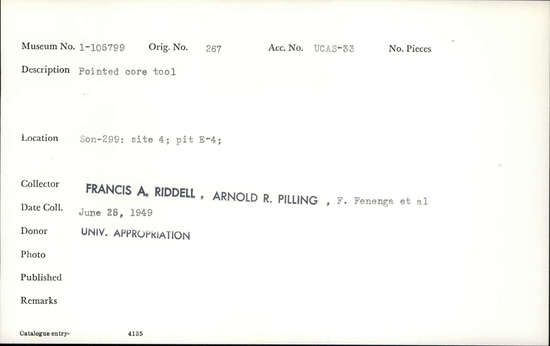 Museum No. 1-105799 Orig. No. 267 Acc. No. UCAS-33 No. Pieces
Description Pointed core tool
Location Son-299: site 4; pit E-4;
Collector FRANCIS A. RIDDELL , ARNOLD R. PILLING , F. Fenenga et al
Date Coll. June 28, 1949
Donor UNIV. APPROPRIATION
Photo
Published
Remarks
Catalogue entry- 4135